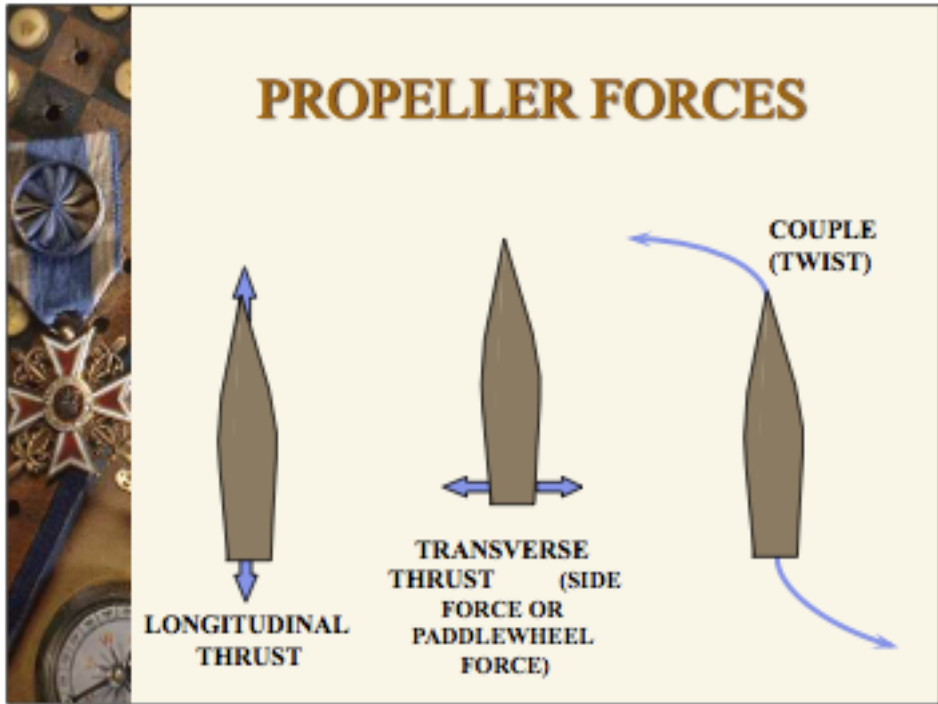 PROPELLER FORCES
COUPLE
(TWIST)
TRANSVERSE
THRUST (SIDE
FORCE OR
PADDLEWHEEL
FORCE)
LONGITUDINAL
THRUST